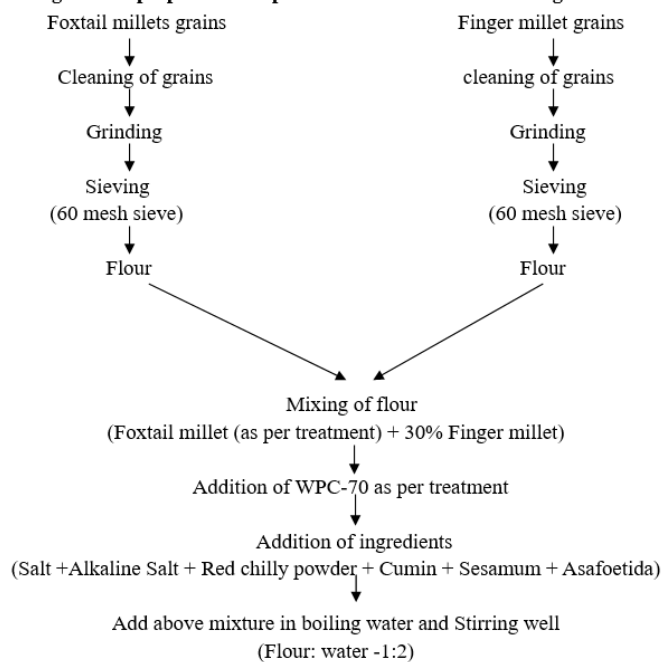 Foxtail millets grains
Finger millet grains
Cleaning of grains
cleaning of grains
Grinding
Grinding
Sieving
(60 mesh sieve)
Sieving
(60 mesh sieve)
Flour
Flour
Mixing of flour
(Foxtail millet (as per treatment) + 30% Finger millet)
Addition of WPC-70 as per treatment
Addition of ingredients
(Salt +Alkaline Salt + Red chilly powder + Cumin + Sesamum + Asafoetida)
Add above mixture in boiling water and Stirring well
(Flour: water -1:2)